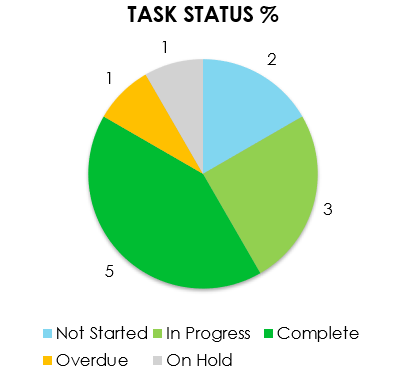 TASK STATUS %
1
2
1
3
5
Not Started In Progress Complete
Overdue On Hold